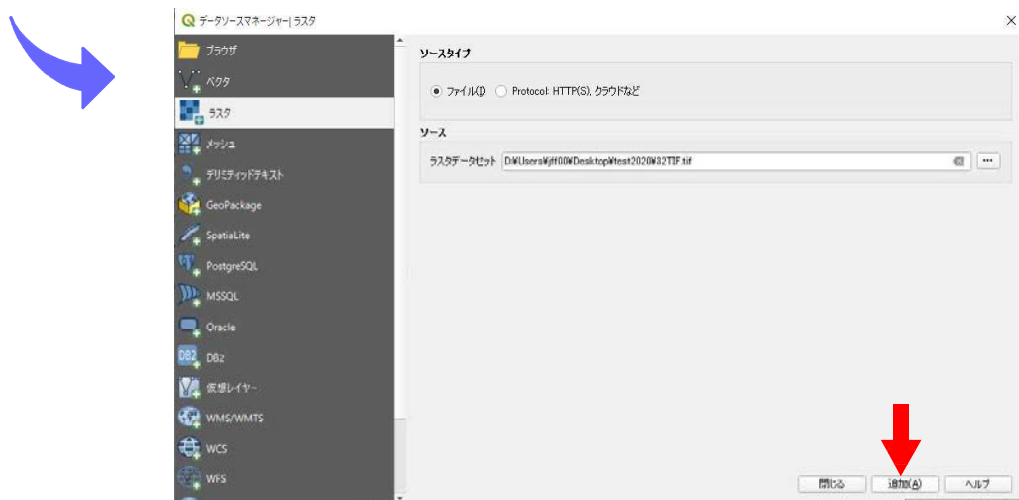 データソースマネージャー | ラスタ
ブラウザ
ベクタ
ラスタ
メッシュ
デリミティッドテキスト
GeoPackage
SpatiaLite
PostgreSQL
MSSQL
Oracle
DB2 DB2
仮想レイヤー
WMS/WMTS
WCS
WFS
ソースタイプ
ファイル(I) Protocol: HTTP(S), クラウドなど
ソース
ラスタデータセット D:¥Users¥jff00¥Desktop¥test2020¥32TIF.tif ...
閉じる 追加(A) ヘルプ